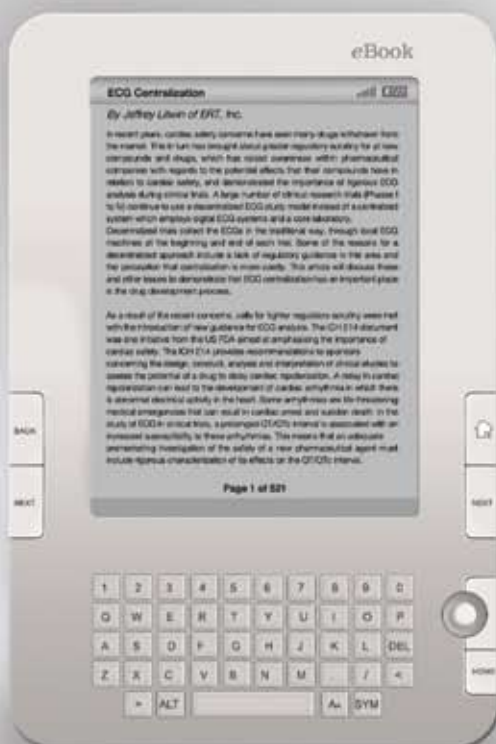 eBook
ECG Centralization
By Jeffrey Litwin of ERT, Inc.
In recent years, cardiac safety concerns have seen many drugs withdrawn from
the market. This in turn has brought about greater regulatory scrutiny for all new
compounds and drugs, which has raised awareness within pharmaceutical
companies with regards to the potential effects that their compounds have in
relation to cardiac safety, and demonstrated the importance of rigorous ECG
analysis during clinical trials. A large number of clinical research trials (Phases I
to IV) continue to use a decentralized ECG study model instead of a centralized
system which employs digital ECG systems and a core laboratory.
Decentralized trials collect the ECGs in the traditional way, through local ECG
machines at the beginning and end of each trial. Some of the reasons for a
decentralized approach include a lack of regulatory guidance in this area and
the perception that centralization is more costly. This article will discuss these
and other issues to demonstrate that ECG centralization has an important place
in the drug development process.
As a result of the recent concerns, calls for tighter regulatory scrutiny were met
with the introduction of new guidance for ECG analysis. The ICH E14 document
was one initiative from the US FDA aimed at emphasizing the importance of
cardiac safety. The ICH E14 provides recommendations to sponsors
concerning the design, conduct, analysis and interpretation of clinical studies to
assess the potential of a drug to delay cardiac repolarization. A delay in cardiac
repolarization can lead to the development of cardiac arrhythmia in which there
is abnormal electrical activity in the heart. Some arrhythmias are life-threatening
medical emergencies that can result in cardiac arrest and sudden death. In the
study of ECG in clinical trials, a prolonged QT/QTc interval is associated with an
increased susceptibility to these arrhythmias. This means that an adequate
premarketing investigation of the safety of a new pharmaceutical agent must
include rigorous characterization of its effects on the QT/QTc interval.
Page 1 of 521
BACK
NEXT
NEXT
HOME
1 2 3 4 5 6 7 8 9 0
Q W E R T Y U I O P
A S D F G H J K L DEL
Z X C V B N M . / <
ALT Aa SYM